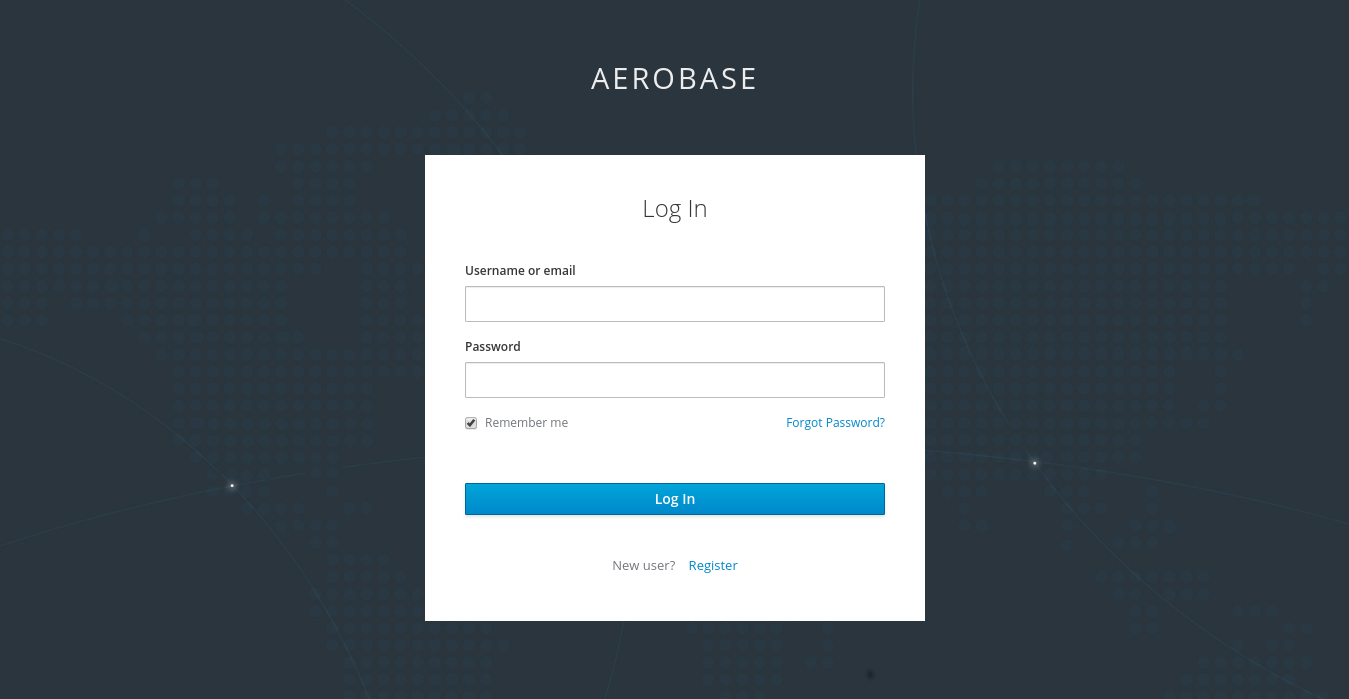 AEROBASE
Log In
Username or email
Password
Remember me Forgot Password?
Log In
New user? Register